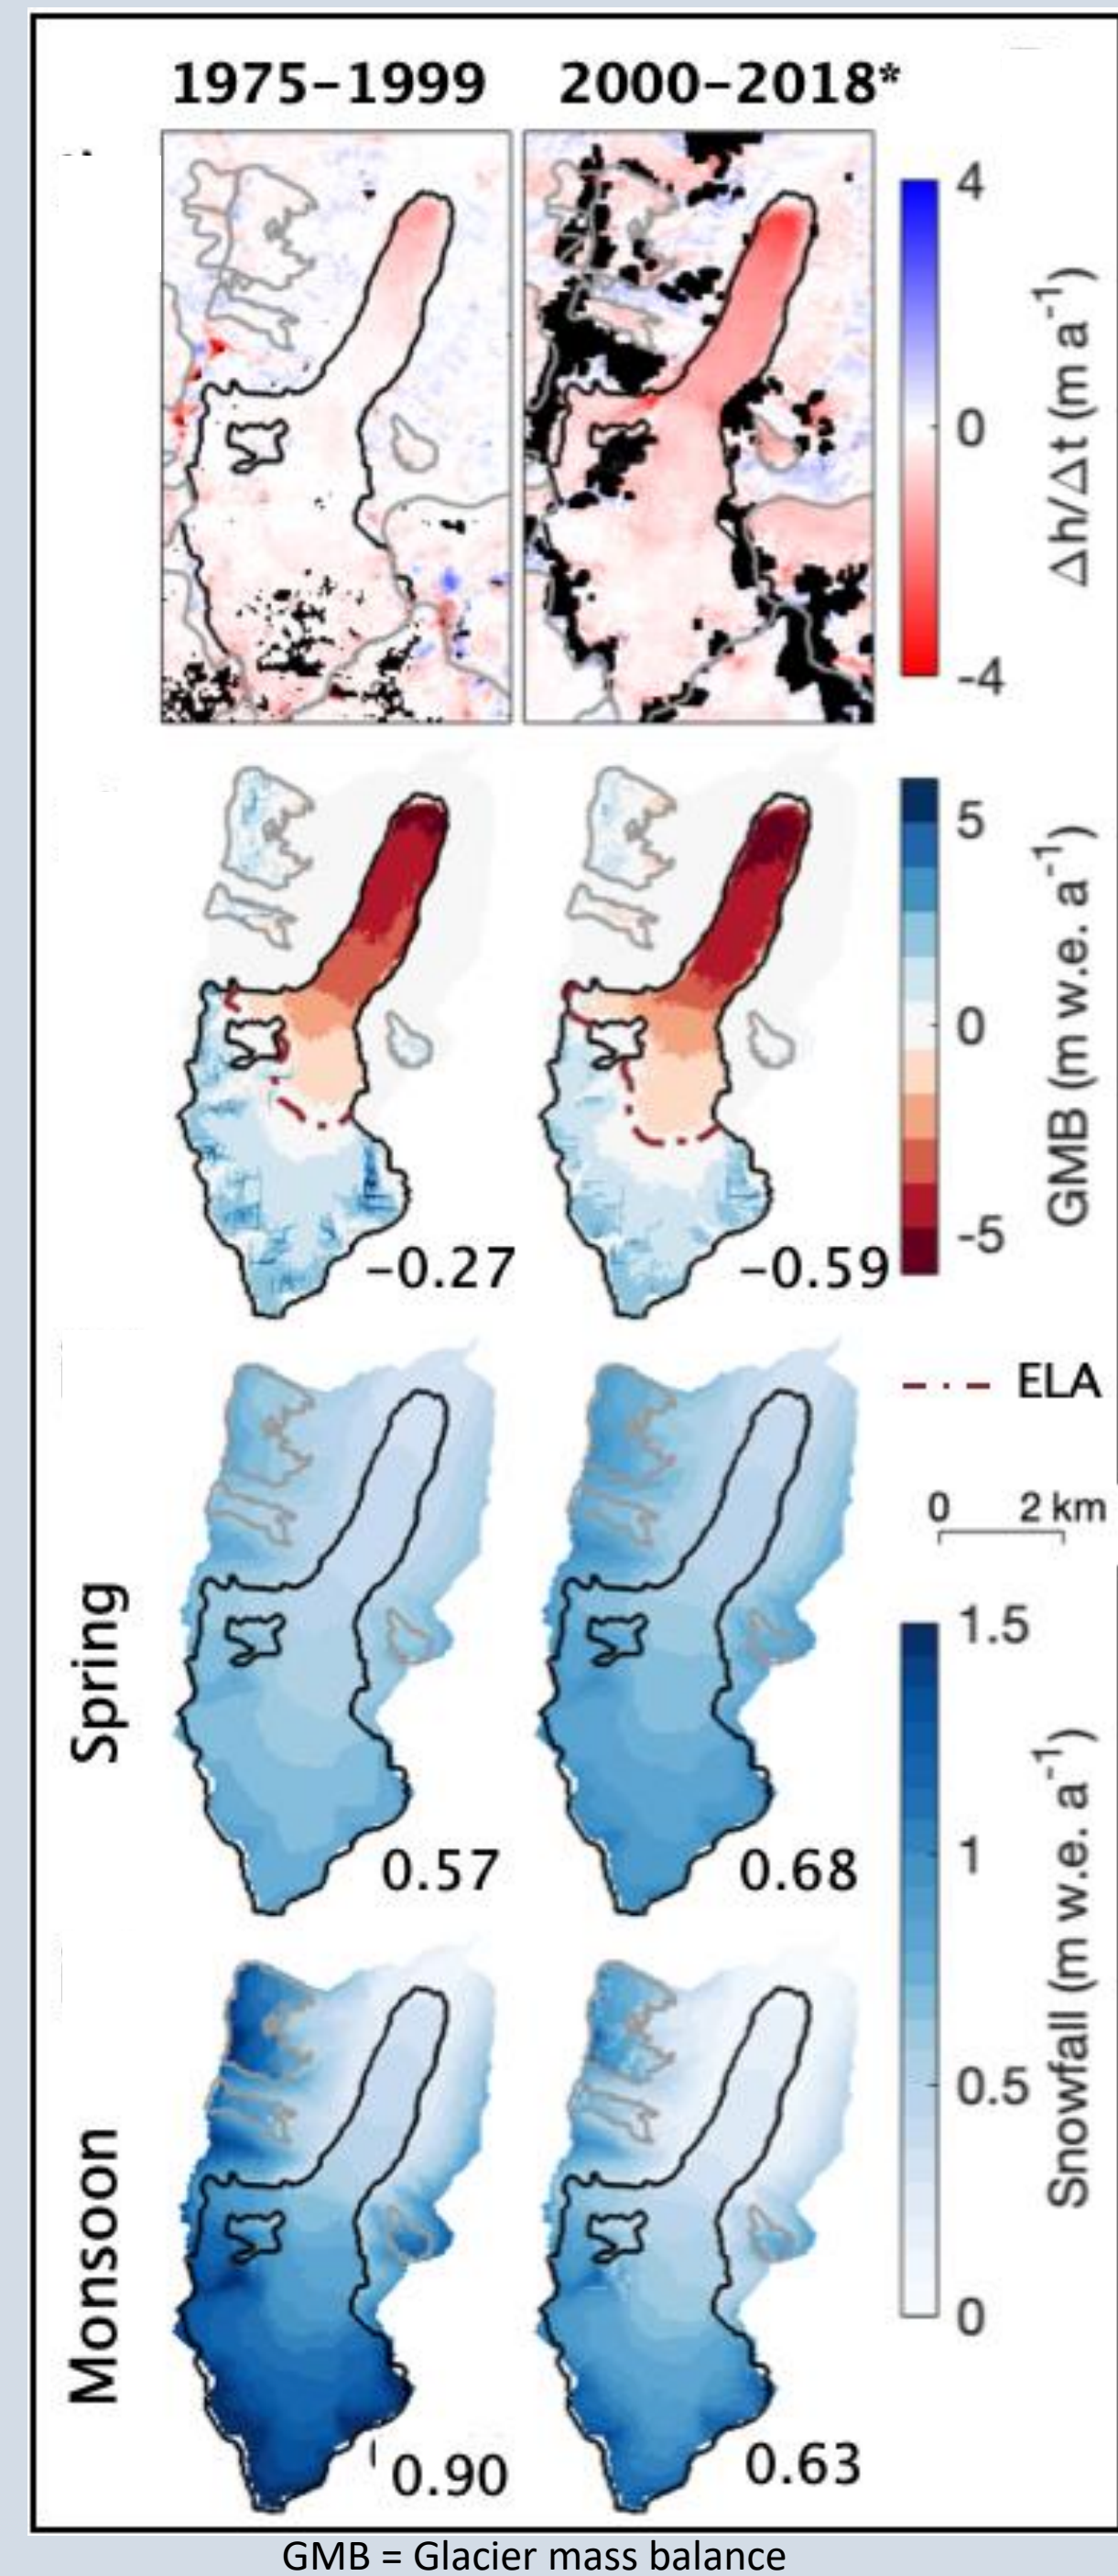 1975–1999 2000–2018*
4
0
-4
Δh/Δt (m a⁻¹)
5
0
-5
GMB (m w.e. a⁻¹)
−0.27 −0.59
ELA
0 2 km
Spring
0.57 0.68
1.5
1
0.5
0
Snowfall (m w.e. a⁻¹)
Monsoon
0.90 0.63
GMB = Glacier mass balance